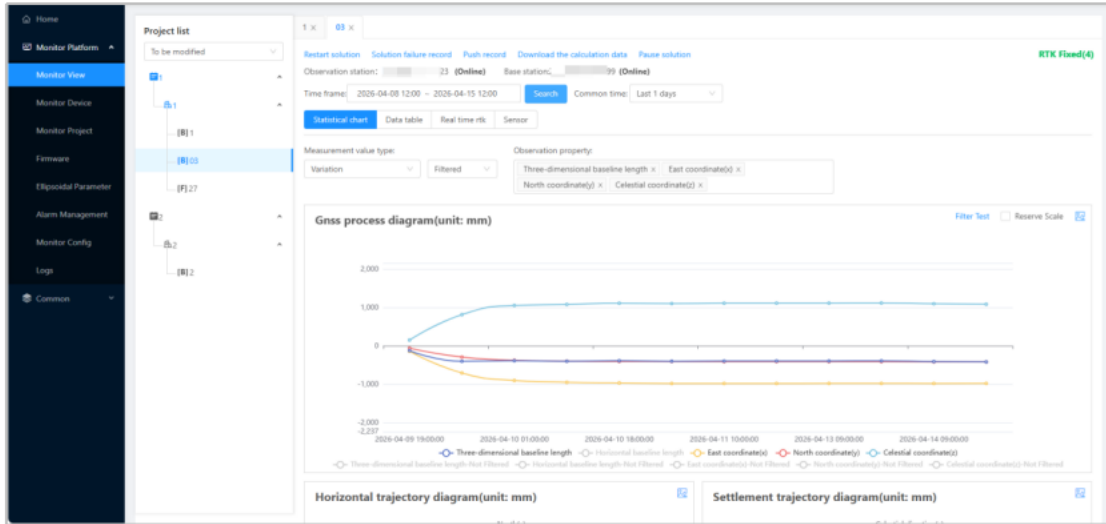 Home
Monitor Platform
Monitor View
Monitor Device
Monitor Project
Firmware
Ellipsoidal Parameter
Alarm Management
Monitor Config
Logs
Common
Project list
To be modified
1
1
[B] 1
[B] 03
[F] 27
2
2
[B] 2
1 ×
03 ×
Restart solution Solution failure record Push record Download the calculation data Pause solution
RTK Fixed(4)
Observation station: 23 (Online) Base station: 99 (Online)
Time frame: 2026-04-08 12:00 ~ 2026-04-15 12:00 Search Common time: Last 1 days
Statistical chart Data table Real time rtk Sensor
Measurement value type: Observation property:
Variation Filtered Three-dimensional baseline length × East coordinate(x) ×
North coordinate(y) × Celestial coordinate(z) ×
Gnss process diagram(unit: mm)
Filter Test Reserve Scale
2,000
1,000
0
-1,000
-2,000
-2,237
2026-04-09 19:00:00 2026-04-10 01:00:00 2026-04-10 18:00:00 2026-04-11 10:00:00 2026-04-13 09:00:00 2026-04-14 09:00:00
Three-dimensional baseline length Horizontal baseline length East coordinate(x) North coordinate(y) Celestial coordinate(z)
Three-dimensional baseline length-Not Filtered Horizontal baseline length-Not Filtered East coordinate(x)-Not Filtered North coordinate(y)-Not Filtered Celestial coordinate(z)-Not Filtered
Horizontal trajectory diagram(unit: mm) Settlement trajectory diagram(unit: mm)